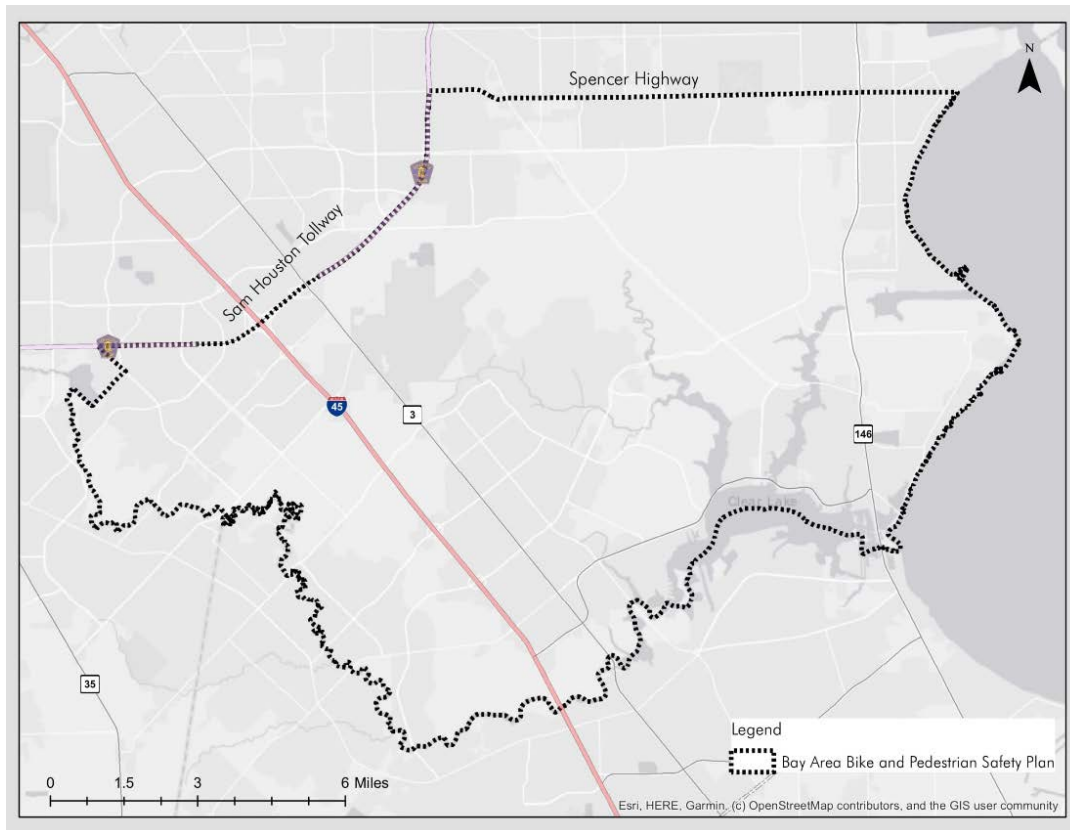 N
Spencer Highway
Sam Houston Tollway
45
3
146
Clear Lake
35
Legend
Bay Area Bike and Pedestrian Safety Plan
0 1.5 3 6 Miles
Esri, HERE, Garmin, (c) OpenStreetMap contributors, and the GIS user community